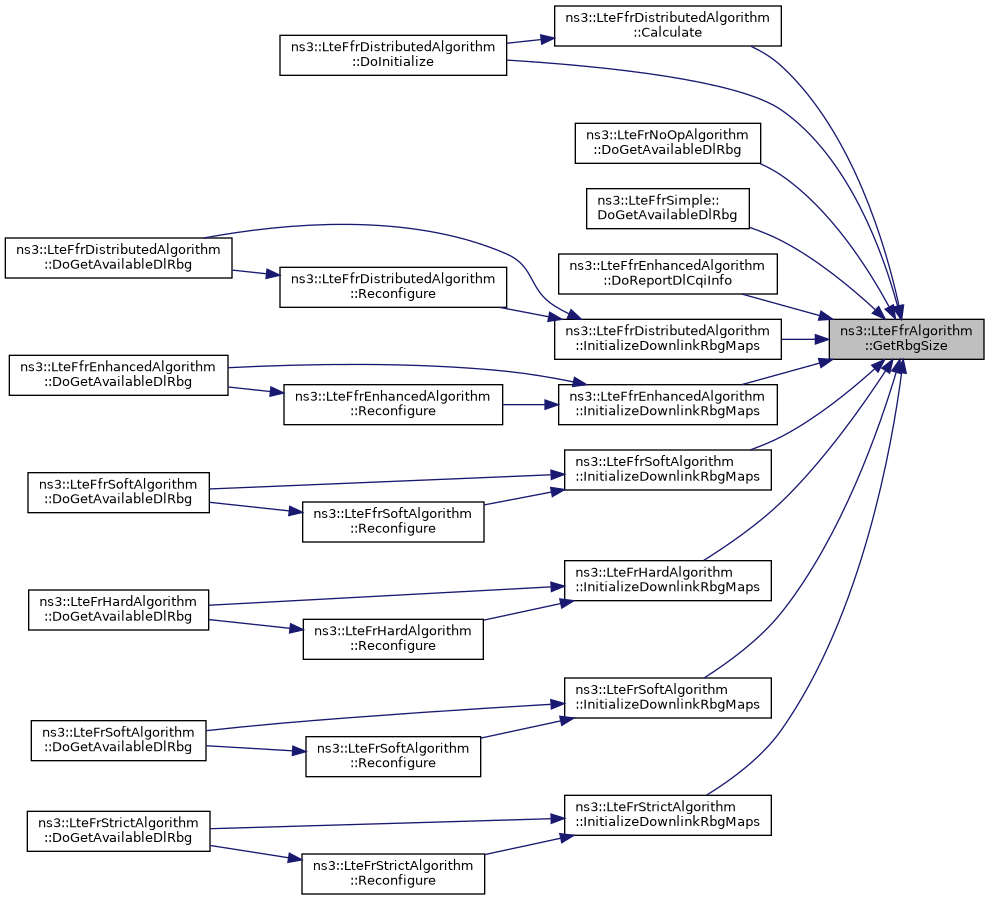 ns3::LteFfrDistributedAlgorithm
::Calculate
ns3::LteFfrDistributedAlgorithm
::DoInitialize
ns3::LteFrNoOpAlgorithm
::DoGetAvailableDlRbg
ns3::LteFfrSimple::
DoGetAvailableDlRbg
ns3::LteFfrDistributedAlgorithm
::DoGetAvailableDlRbg
ns3::LteFfrEnhancedAlgorithm
::DoReportDlCqiInfo
ns3::LteFfrDistributedAlgorithm
::Reconfigure
ns3::LteFfrDistributedAlgorithm
::InitializeDownlinkRbgMaps
ns3::LteFfrAlgorithm
::GetRbgSize
ns3::LteFfrEnhancedAlgorithm
::DoGetAvailableDlRbg
ns3::LteFfrEnhancedAlgorithm
::Reconfigure
ns3::LteFfrEnhancedAlgorithm
::InitializeDownlinkRbgMaps
ns3::LteFfrSoftAlgorithm
::InitializeDownlinkRbgMaps
ns3::LteFfrSoftAlgorithm
::DoGetAvailableDlRbg
ns3::LteFfrSoftAlgorithm
::Reconfigure
ns3::LteFrHardAlgorithm
::InitializeDownlinkRbgMaps
ns3::LteFrHardAlgorithm
::DoGetAvailableDlRbg
ns3::LteFrHardAlgorithm
::Reconfigure
ns3::LteFrSoftAlgorithm
::InitializeDownlinkRbgMaps
ns3::LteFrSoftAlgorithm
::DoGetAvailableDlRbg
ns3::LteFrSoftAlgorithm
::Reconfigure
ns3::LteFrStrictAlgorithm
::InitializeDownlinkRbgMaps
ns3::LteFrStrictAlgorithm
::DoGetAvailableDlRbg
ns3::LteFrStrictAlgorithm
::Reconfigure